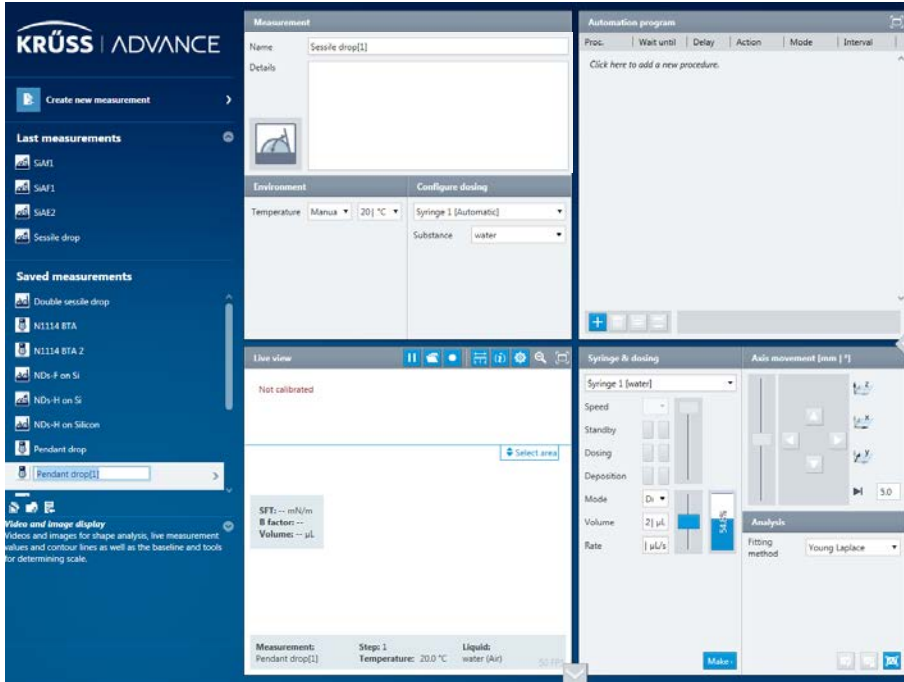 KRÜSS | ADVANCE
Create new measurement
Last measurements
SiAf1
SiAF1
SiAE2
Sessile drop
Saved measurements
Double sessile drop
N1114 BTA
N1114 BTA 2
NDs-F on Si
NDs-H on Si
NDs-H on Silicon
Pendant drop
Pendant drop[1]
Video and image display
Videos and images for shape analysis, live measurement
values and contour lines as well as the baseline and tools
for determining scale.
Measurement
Name Sessile drop[1]
Details
Environment
Temperature Manua 20 | °C
Configure dosing
Syringe 1 [Automatic]
Substance water
Automation program
Proc. Wait until Delay Action Mode Interval
Click here to add a new procedure.
Live view
Not calibrated
Select area
SFT: -- mN/m
B factor: --
Volume: -- µL
Measurement: Step: 1 Liquid:
Pendant drop[1] Temperature: 20.0 °C water (Air) 50 FPS
Syringe & dosing
Syringe 1 [water]
Speed
Standby
Dosing
Deposition
Mode
Volume 2 | µL
Rate | µL/s
Make
Axis movement [mm | °]
z
x
y
5.0
Analysis
Fitting
method Young Laplace